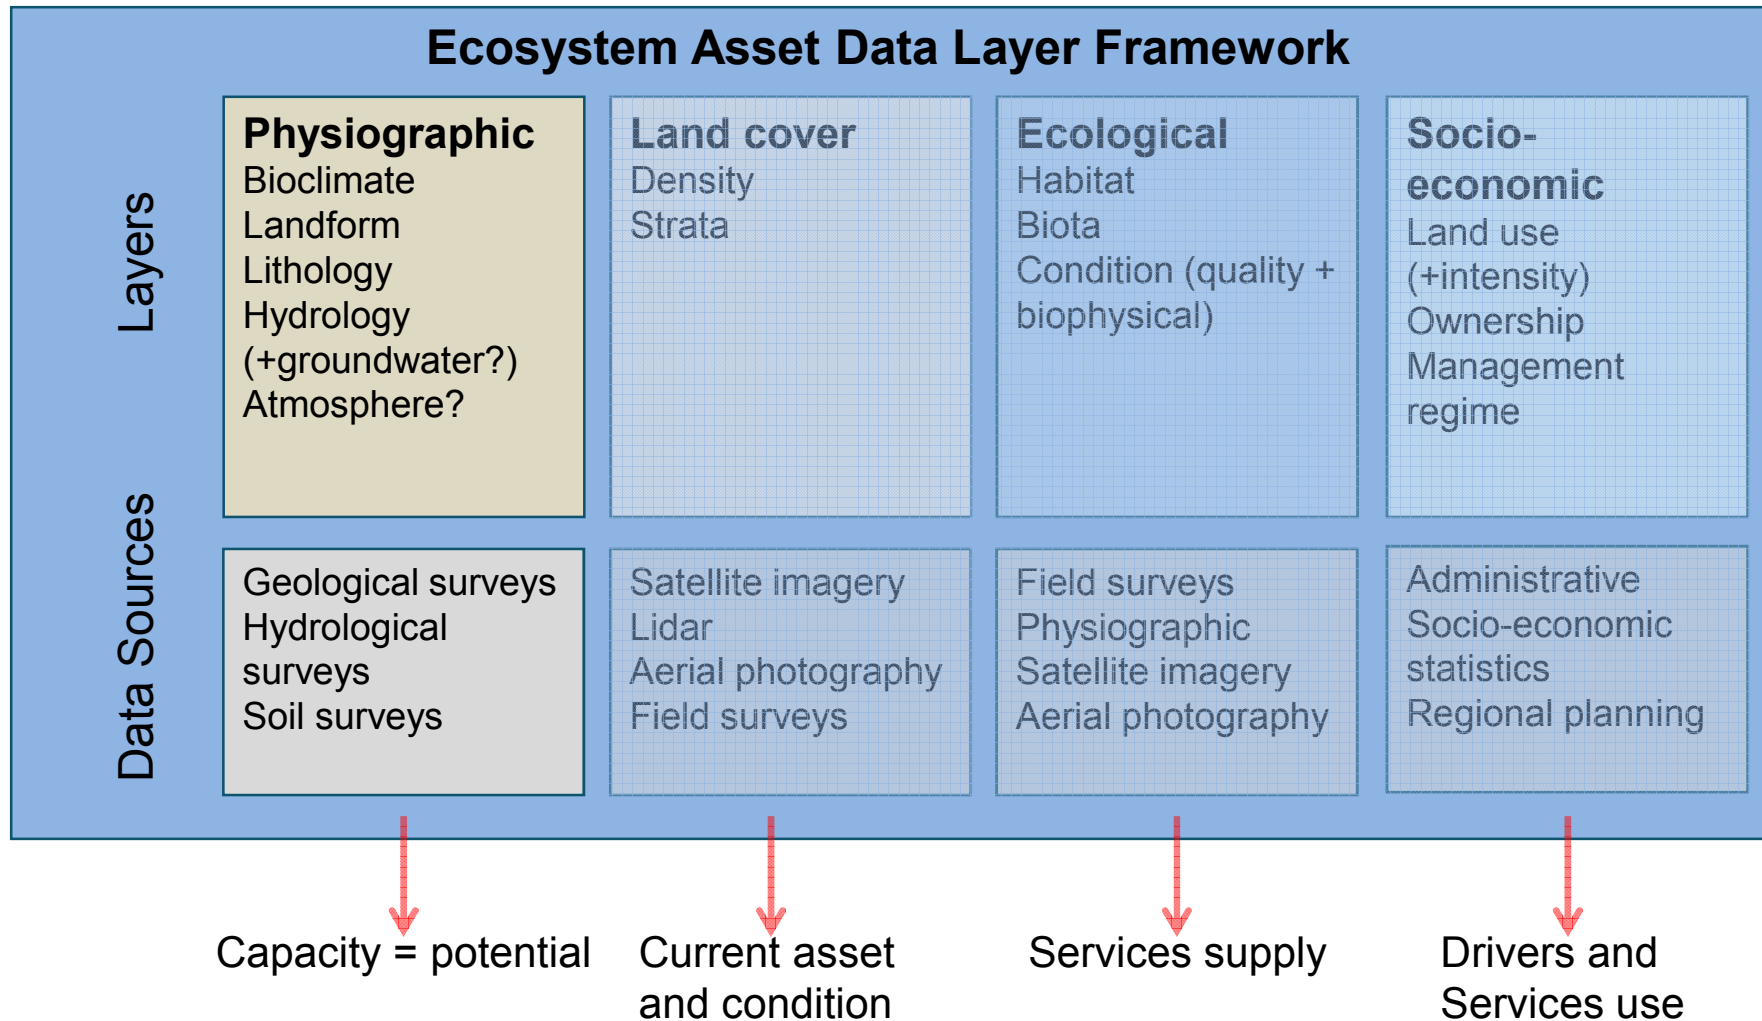 Ecosystem Asset Data Layer Framework
Layers
Physiographic
Bioclimate
Landform
Lithology
Hydrology
(+groundwater?)
Atmosphere?
Land cover
Density
Strata
Ecological
Habitat
Biota
Condition (quality +
biophysical)
Socio-
economic
Land use
(+intensity)
Ownership
Management
regime
Data Sources
Geological surveys
Hydrological
surveys
Soil surveys
Satellite imagery
Lidar
Aerial photography
Field surveys
Field surveys
Physiographic
Satellite imagery
Aerial photography
Administrative
Socio-economic
statistics
Regional planning
Capacity = potential
Current asset
and condition
Services supply
Drivers and
Services use